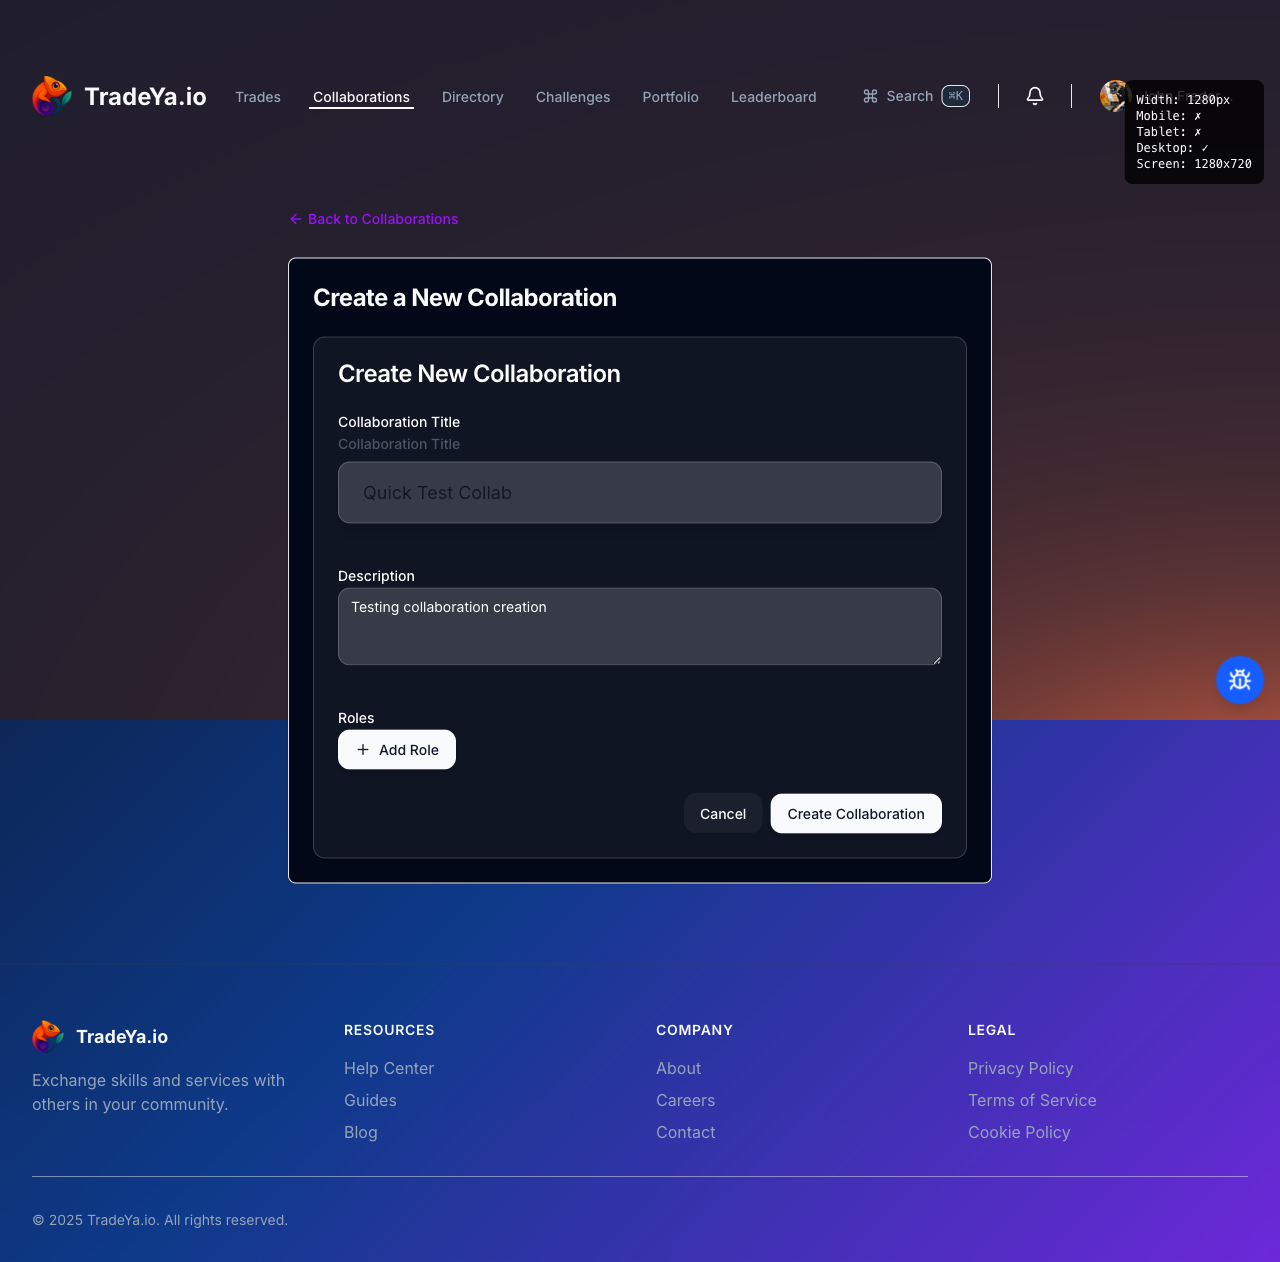 TradeYa.io
Trades
Collaborations
Directory
Challenges
Portfolio
Leaderboard
Search
⌘K
Width: 1280px
Mobile: ✗
Tablet: ✗
Desktop: ✓
Screen: 1280x720
← Back to Collaborations
Create a New Collaboration
Create New Collaboration
Collaboration Title
Collaboration Title
Quick Test Collab
Description
Testing collaboration creation
Roles
+ Add Role
Cancel
Create Collaboration
TradeYa.io
Exchange skills and services with
others in your community.
RESOURCES
Help Center
Guides
Blog
COMPANY
About
Careers
Contact
LEGAL
Privacy Policy
Terms of Service
Cookie Policy
© 2025 TradeYa.io. All rights reserved.